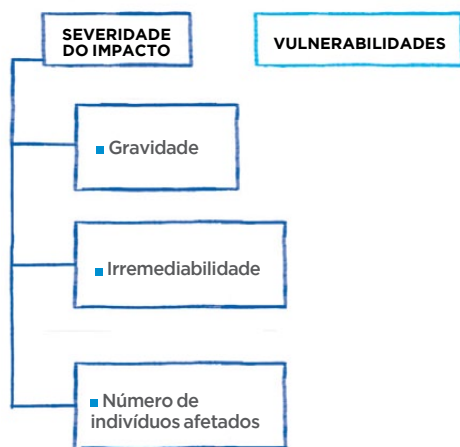 SEVERIDADE
DO IMPACTO
VULNERABILIDADES
Gravidade
Irremediabilidade
Número de
indivíduos afetados